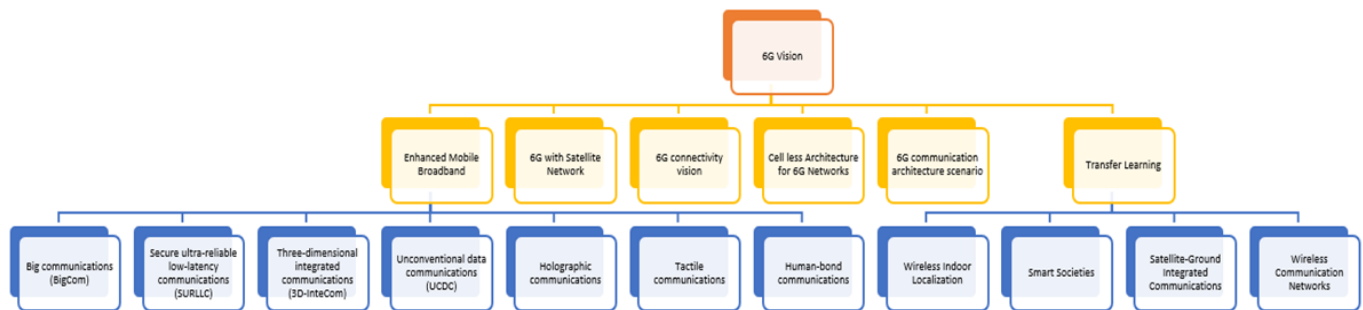 6G Vision
Enhanced Mobile
Broadband
6G with Satellite
Network
6G connectivity
vision
Cell less Architecture
for 6G Networks
6G communication
architecture scenario
Transfer Learning
Big communications
(BigCom)
Secure ultra-reliable
low-latency
communications
(SURLLC)
Three-dimensional
integrated
communications
(3D-InteCom)
Unconventional data
communications
(UCDC)
Holographic
communications
Tactile
communications
Human-bond
communications
Wireless Indoor
Localization
Smart Societies
Satellite-Ground
Integrated
Communications
Wireless
Communication
Networks